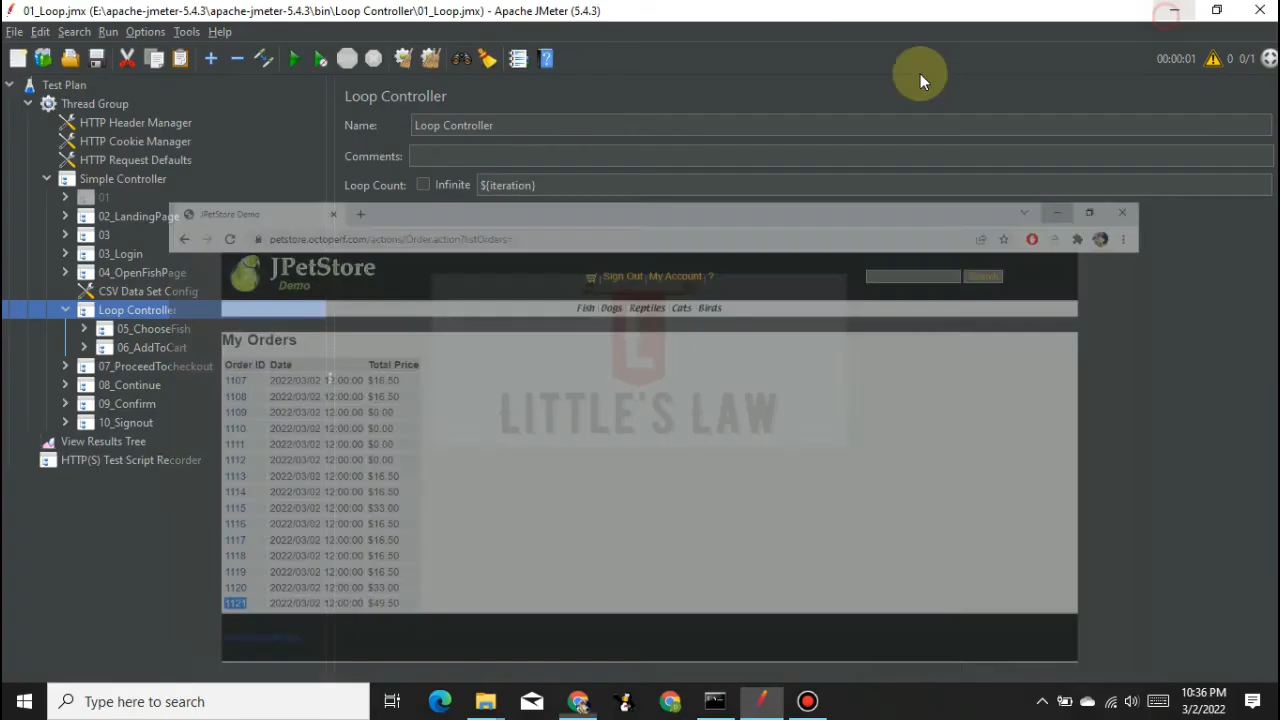 01_Loop.jmx (E:\apache-jmeter-5.4.3\apache-jmeter-5.4.3\bin\Loop Controller\01_Loop.jmx) - Apache JMeter (5.4.3)
File Edit Search Run Options Tools Help
00:00:01 0 0/1
Test Plan
Thread Group
HTTP Header Manager
HTTP Cookie Manager
HTTP Request Defaults
Simple Controller
01
02_LandingPage
03
03_Login
04_OpenFishPage
CSV Data Set Config
Loop Controller
05_ChooseFish
06_AddToCart
07_ProceedTocheckout
08_Continue
09_Confirm
10_Signout
View Results Tree
HTTP(S) Test Script Recorder
Loop Controller
Name: Loop Controller
Comments:
Loop Count: Infinite ${iteration}
JPetStore Demo
petstore.octoperf.com/actions/Order.action?listOrders=
JPetStore
Demo
Sign Out My Account ?
Search
Fish Dogs Reptiles Cats Birds
My Orders
Order ID Date Total Price
1107 2022/03/02 12:00:00 $16.50
1108 2022/03/02 12:00:00 $16.50
1109 2022/03/02 12:00:00 $0.00
1110 2022/03/02 12:00:00 $0.00
1111 2022/03/02 12:00:00 $0.00
1112 2022/03/02 12:00:00 $0.00
1113 2022/03/02 12:00:00 $16.50
1114 2022/03/02 12:00:00 $16.50
1115 2022/03/02 12:00:00 $33.00
1116 2022/03/02 12:00:00 $16.50
1117 2022/03/02 12:00:00 $16.50
1118 2022/03/02 12:00:00 $16.50
1119 2022/03/02 12:00:00 $16.50
1120 2022/03/02 12:00:00 $33.00
1121 2022/03/02 12:00:00 $49.50
L
LITTLE'S LAW
Type here to search
10:36 PM
3/2/2022